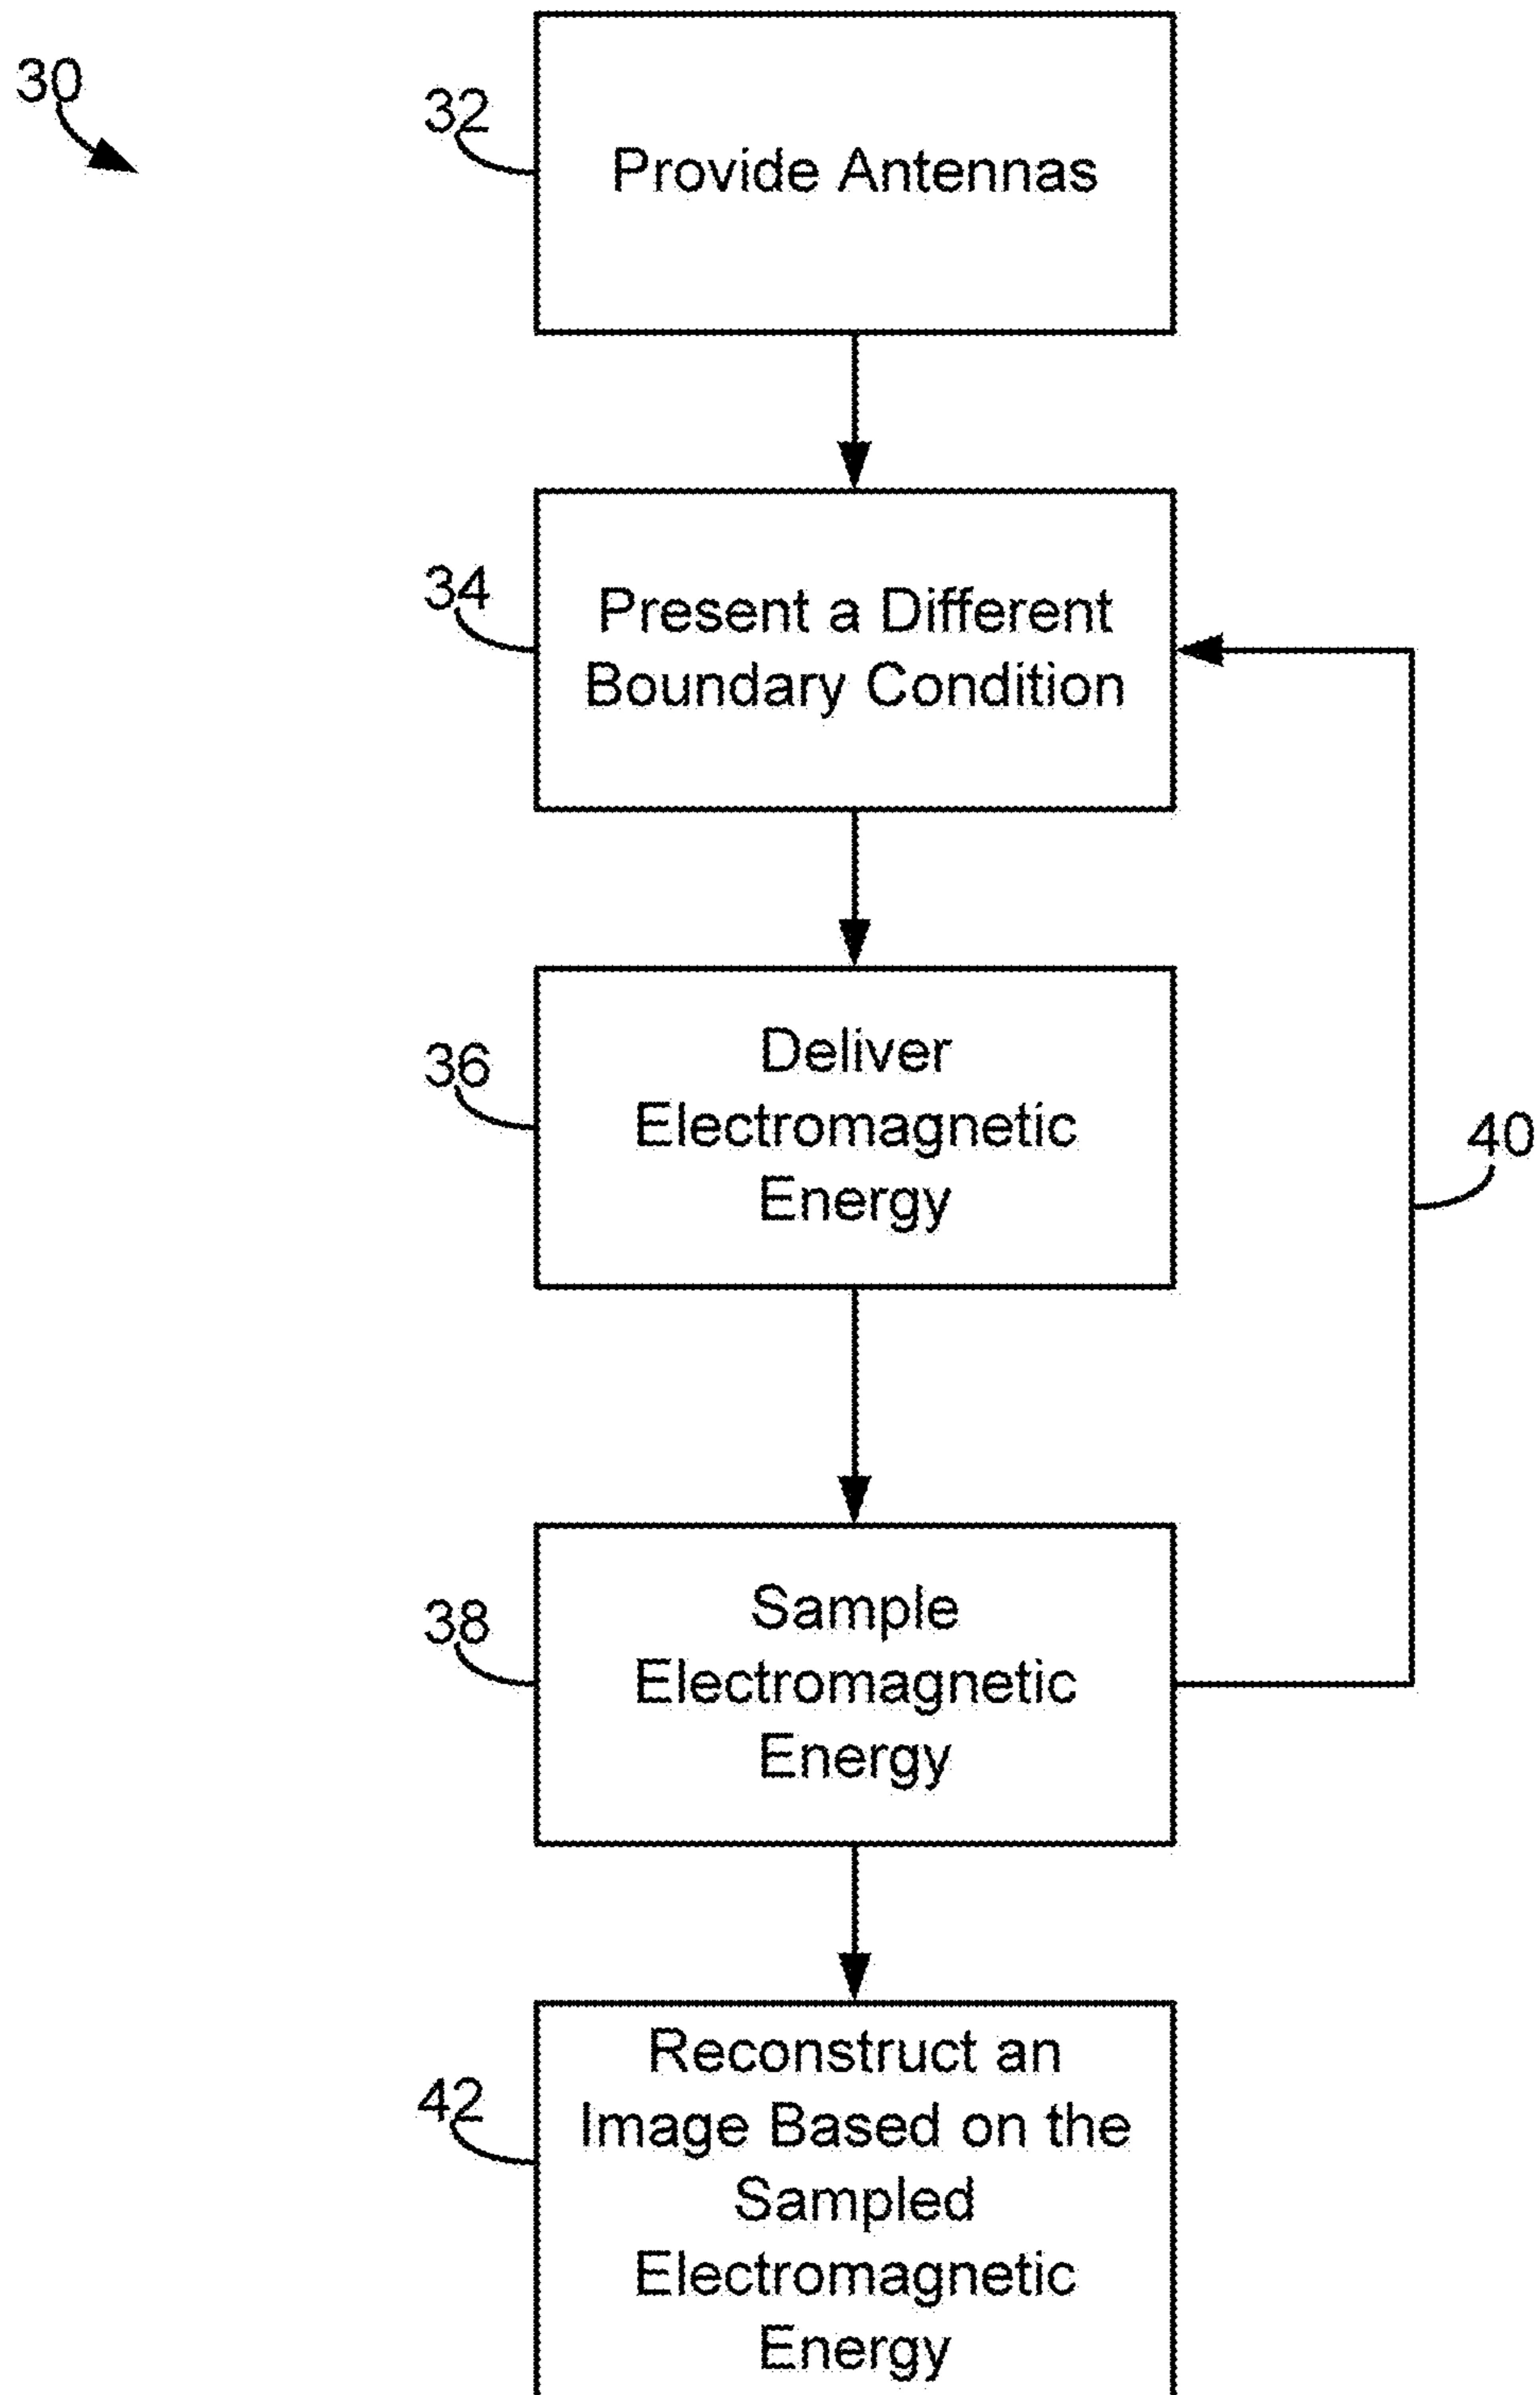 30
32
Provide Antennas
34
Present a Different
Boundary Condition
36
Deliver
Electromagnetic
Energy
40
38
Sample
Electromagnetic
Energy
42
Reconstruct an
Image Based on the
Sampled
Electromagnetic
Energy